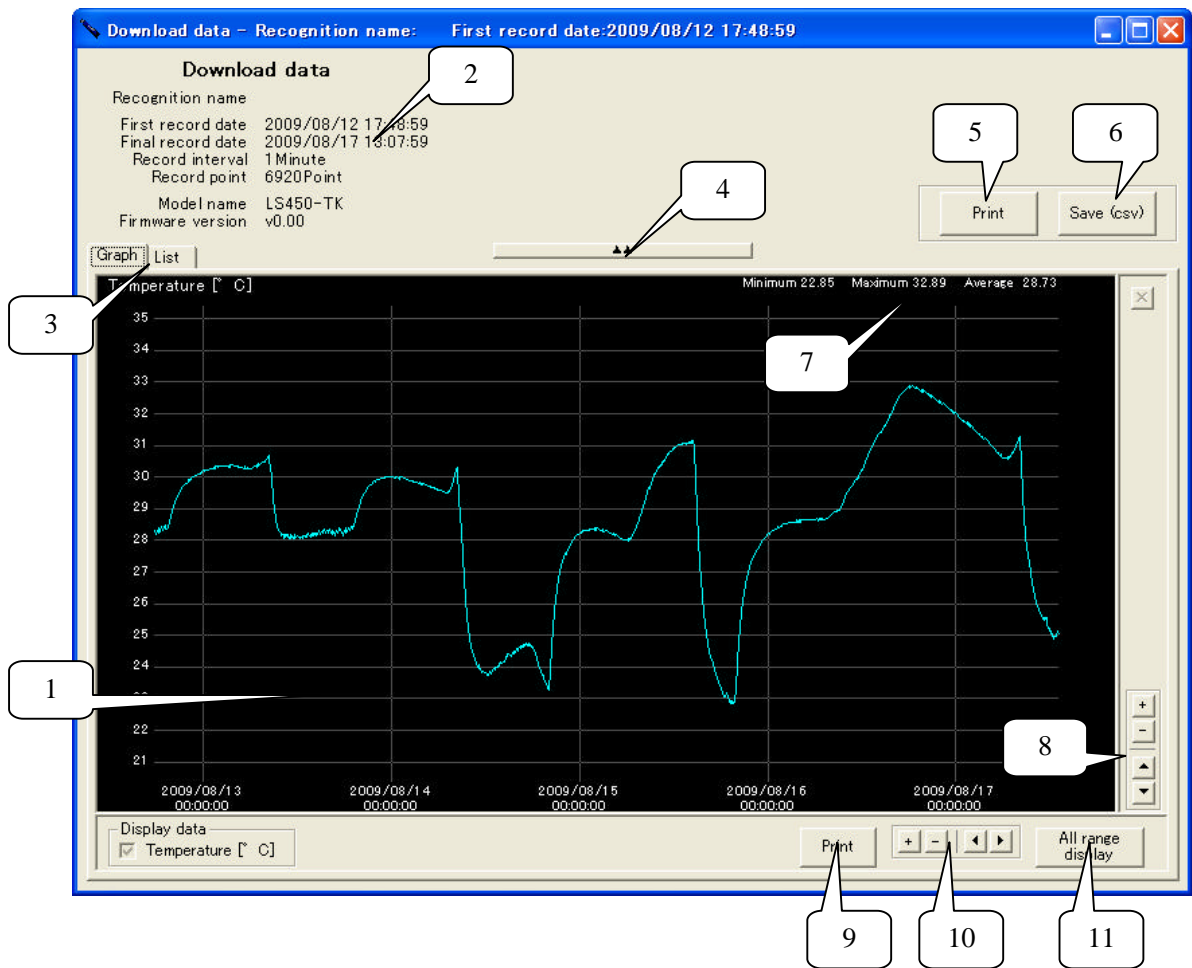 Download data - Recognition name: First record date:2009/08/12 17:48:59
Download data
2
Recognition name
First record date 2009/08/12 17:48:59
Final record date 2009/08/17 13:07:59
Record interval 1Minute
Record point 6920Point
Model name LS450-TK
Firmware version v0.00
4
5
6
Print
Save (csv)
Graph
List
3
Temperature [° C]
Minimum 22.85 Maximum 32.89 Average 28.73
7
35
34
33
32
31
30
29
28
27
26
25
24
23
22
21
1
+
-
8
2009/08/13 00:00:00
2009/08/14 00:00:00
2009/08/15 00:00:00
2009/08/16 00:00:00
2009/08/17 00:00:00
Display data
Temperature [° C]
Print
+ -
All range
display
9
10
11